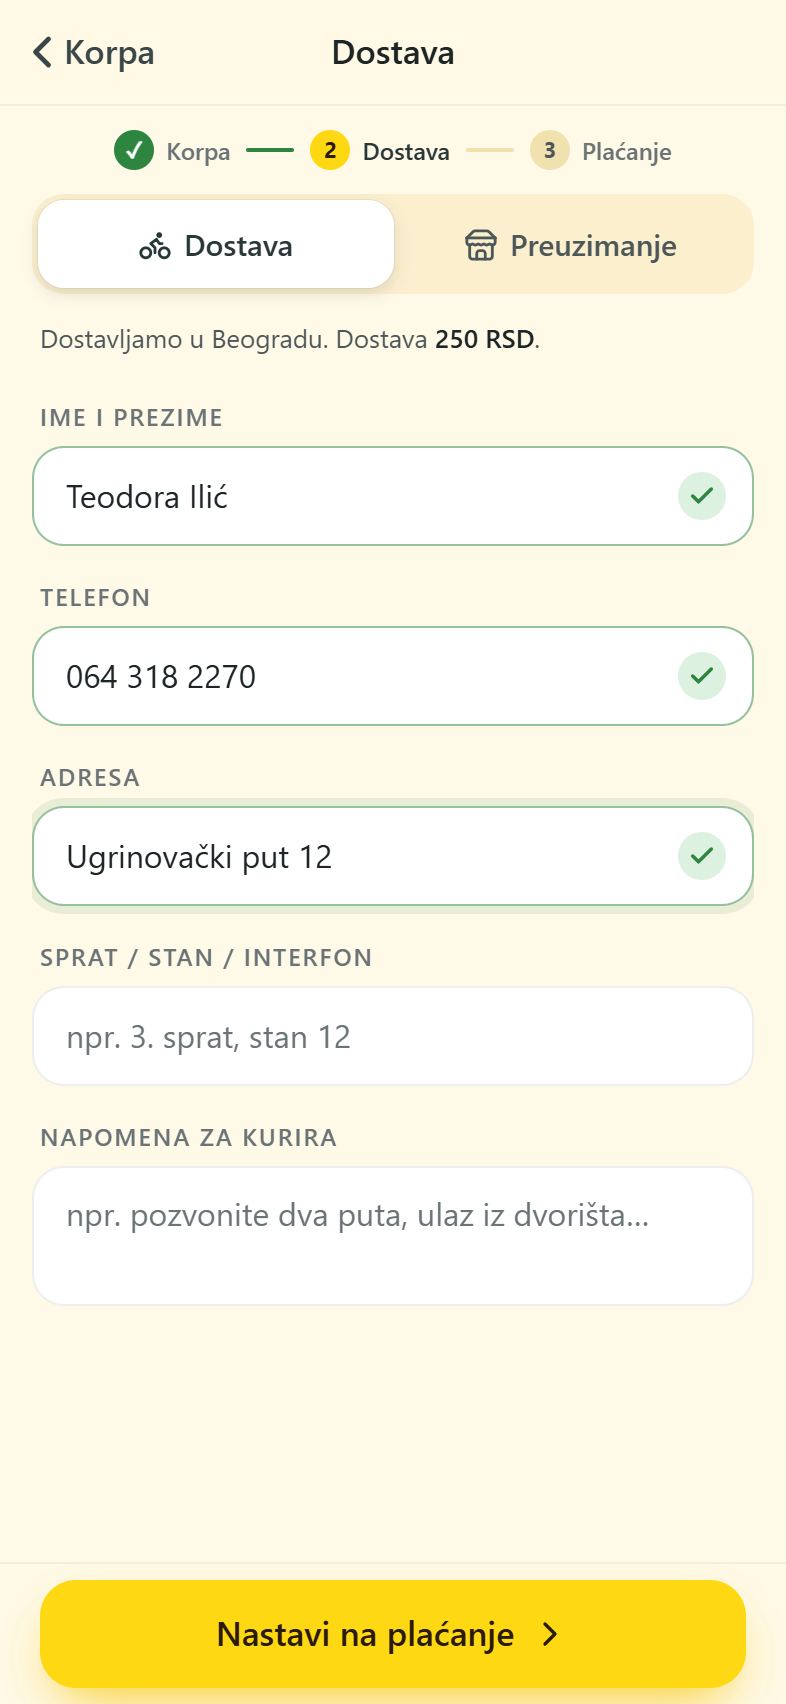 Korpa
Dostava
Korpa 2 Dostava 3 Plaćanje
Dostava Preuzimanje
Dostavljamo u Beogradu. Dostava 250 RSD.
IME I PREZIME
Teodora Ilić
TELEFON
064 318 2270
ADRESA
Ugrinovački put 12
SPRAT / STAN / INTERFON
npr. 3. sprat, stan 12
NAPOMENA ZA KURIRA
npr. pozvonite dva puta, ulaz iz dvorišta...
Nastavi na plaćanje